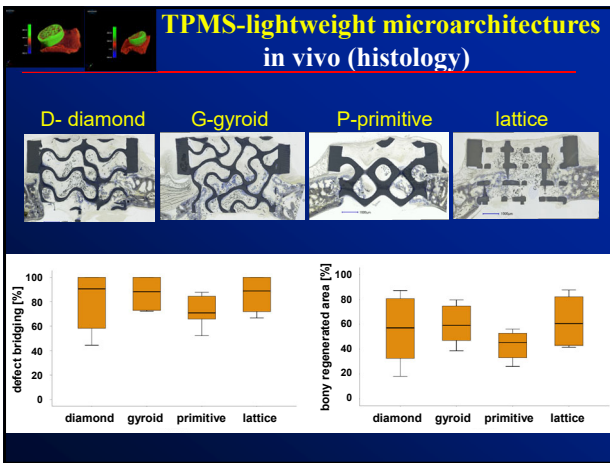 TPMS-lightweight microarchitectures
in vivo (histology)
D- diamond
G-gyroid
P-primitive
lattice
defect bridging [%]
100
80
60
40
20
0
diamond
gyroid
primitive
lattice
bony regenerated area [%]
100
80
60
40
20
0
diamond
gyroid
primitive
lattice